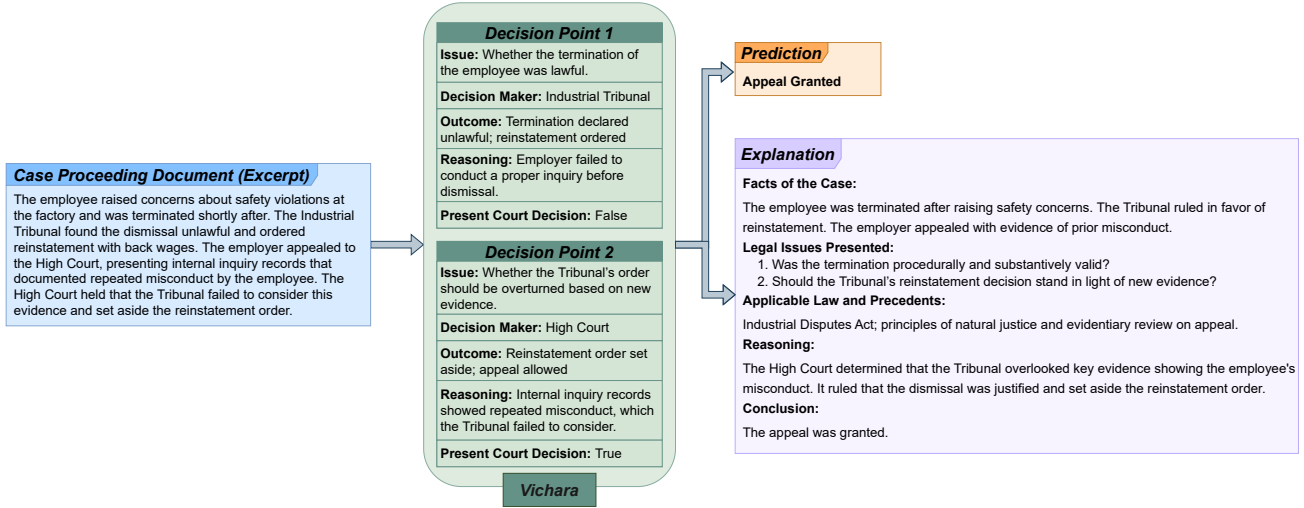 Case Proceeding Document (Excerpt)
The employee raised concerns about safety violations at
the factory and was terminated shortly after. The Industrial
Tribunal found the dismissal unlawful and ordered
reinstatement with back wages. The employer appealed to
the High Court, presenting internal inquiry records that
documented repeated misconduct by the employee. The
High Court held that the Tribunal failed to consider this
evidence and set aside the reinstatement order.
Decision Point 1
Issue: Whether the termination of
the employee was lawful.
Decision Maker: Industrial Tribunal
Outcome: Termination declared
unlawful; reinstatement ordered
Reasoning: Employer failed to
conduct a proper inquiry before
dismissal.
Present Court Decision: False
Decision Point 2
Issue: Whether the Tribunal's order
should be overturned based on new
evidence.
Decision Maker: High Court
Outcome: Reinstatement order set
aside; appeal allowed
Reasoning: Internal inquiry records
showed repeated misconduct, which
the Tribunal failed to consider.
Present Court Decision: True
Vichara
Prediction
Appeal Granted
Explanation
Facts of the Case:
The employee was terminated after raising safety concerns. The Tribunal ruled in favor of
reinstatement. The employer appealed with evidence of prior misconduct.
Legal Issues Presented:
1. Was the termination procedurally and substantively valid?
2. Should the Tribunal's reinstatement decision stand in light of new evidence?
Applicable Law and Precedents:
Industrial Disputes Act; principles of natural justice and evidentiary review on appeal.
Reasoning:
The High Court determined that the Tribunal overlooked key evidence showing the employee's
misconduct. It ruled that the dismissal was justified and set aside the reinstatement order.
Conclusion:
The appeal was granted.